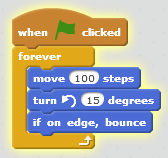 when clicked
forever
move 100 steps
turn 15 degrees
if on edge, bounce